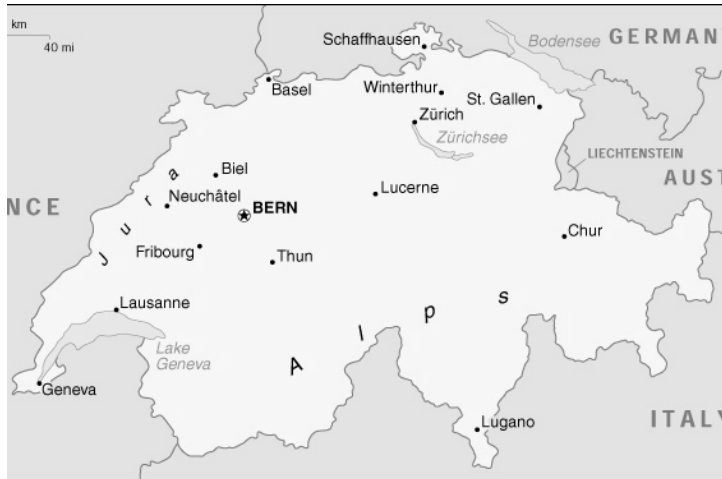 km
40 mi
Schaffhausen
Bodensee
GERMAN
Basel
Winterthur
St. Gallen
Zürich
Zürichsee
LIECHTENSTEIN
AUST
Jura
Biel
Neuchâtel
NCE
BERN
Lucerne
Chur
Fribourg
Thun
Lausanne
Alps
Lake
Geneva
Geneva
Lugano
ITALY